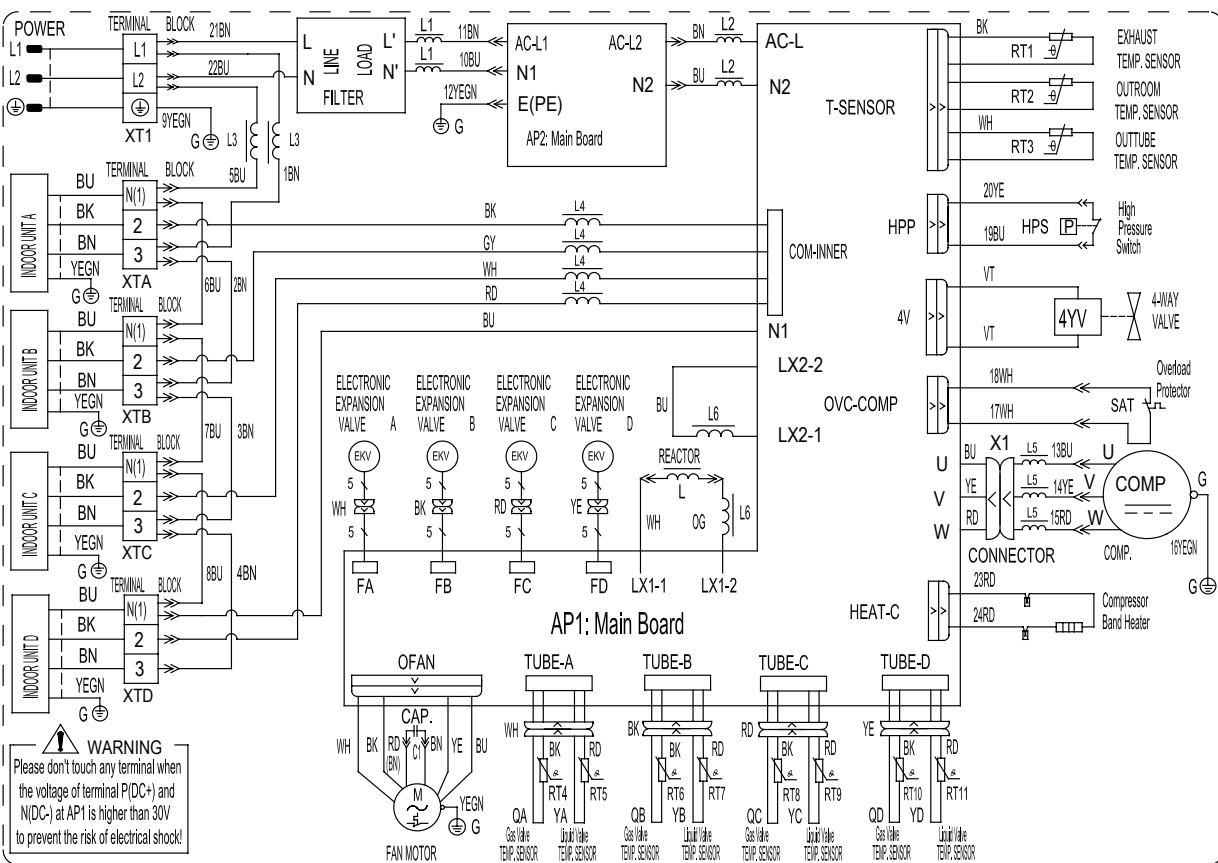 POWER
L1
L2
TERMINAL BLOCK
L1
L2
XT1
21BN
22BU
9YEGN
G
L3
L3
5BU
1BN
L
N
LINE
LOAD
L'
N'
FILTER
L1
L1
11BN
10BU
12YEGN
G
AC-L1
N1
E(PE)
AC-L2
N2
AP2: Main Board
BN
L2
BU
L2
AC-L
N2
T-SENSOR
BK
RT1
EXHAUST
TEMP. SENSOR
RT2
OUTROOM
TEMP. SENSOR
WH
RT3
OUTTUBE
TEMP. SENSOR
INDOOR UNIT A
BU
BK
BN
YEGN
G
TERMINAL BLOCK
N(1)
2
3
XTA
6BU
2BN
INDOOR UNIT B
BU
BK
BN
YEGN
G
TERMINAL BLOCK
N(1)
2
3
XTB
7BU
3BN
INDOOR UNIT C
BU
BK
BN
YEGN
G
TERMINAL BLOCK
N(1)
2
3
XTC
8BU
4BN
INDOOR UNIT D
BU
BK
BN
YEGN
G
TERMINAL BLOCK
N(1)
2
3
XTD
BK
L4
GY
L4
WH
L4
RD
L4
BU
COM-INNER
N1
LX2-2
LX2-1
BU
L6
HPP
20YE
19BU
HPS
P
High
Pressure
Switch
4V
VT
VT
4YV
4-WAY
VALVE
OVC-COMP
18WH
17WH
SAT
Overload
Protector
U
V
W
BU
YE
RD
X1
CONNECTOR
L5
13BU
L5
14YE
L5
15RD
U
V
W
COMP
COMP.
16YEGN
G
HEAT-C
23RD
24RD
Compressor
Band Heater
ELECTRONIC
EXPANSION
VALVE A
EKV
5
WH
5
FA
ELECTRONIC
EXPANSION
VALVE B
EKV
5
BK
5
FB
ELECTRONIC
EXPANSION
VALVE C
EKV
5
RD
5
FC
ELECTRONIC
EXPANSION
VALVE D
EKV
5
YE
5
FD
REACTOR
L
WH
OG
L6
LX1-1
LX1-2
AP1: Main Board
OFAN
CAP.
C1
WH
BK
RD
(BN)
BN
YE
BU
M
YEGN
G
FAN MOTOR
TUBE-A
WH
BK
RD
RT4
RT5
QA
YA
Gas Valve
TEMP. SENSOR
Liquid Valve
TEMP. SENSOR
TUBE-B
BK
BK
RD
RT6
RT7
QB
YB
Gas Valve
TEMP. SENSOR
Liquid Valve
TEMP. SENSOR
TUBE-C
RD
BK
RD
RT8
RT9
QC
YC
Gas Valve
TEMP. SENSOR
Liquid Valve
TEMP. SENSOR
TUBE-D
YE
BK
RD
RT10
RT11
QD
YD
Gas Valve
TEMP. SENSOR
Liquid Valve
TEMP. SENSOR
WARNING
Please don't touch any terminal when
the voltage of terminal P(DC+) and
N(DC-) at AP1 is higher than 30V
to prevent the risk of electrical shock!